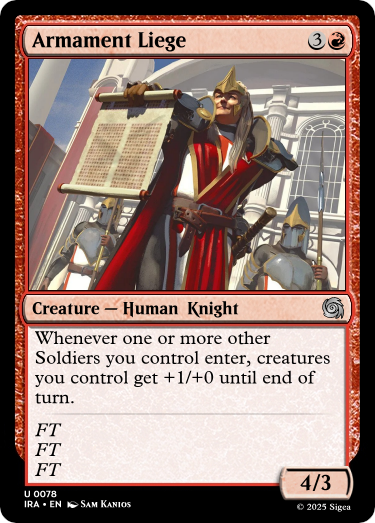 Armament Liege 3
Creature — Human Knight
Whenever one or more other
Soldiers you control enter, creatures
you control get +1/+0 until end of
turn.
FT
FT
FT
4/3
U 0078
IRA • EN Sam Kanios
© 2025 Sigea